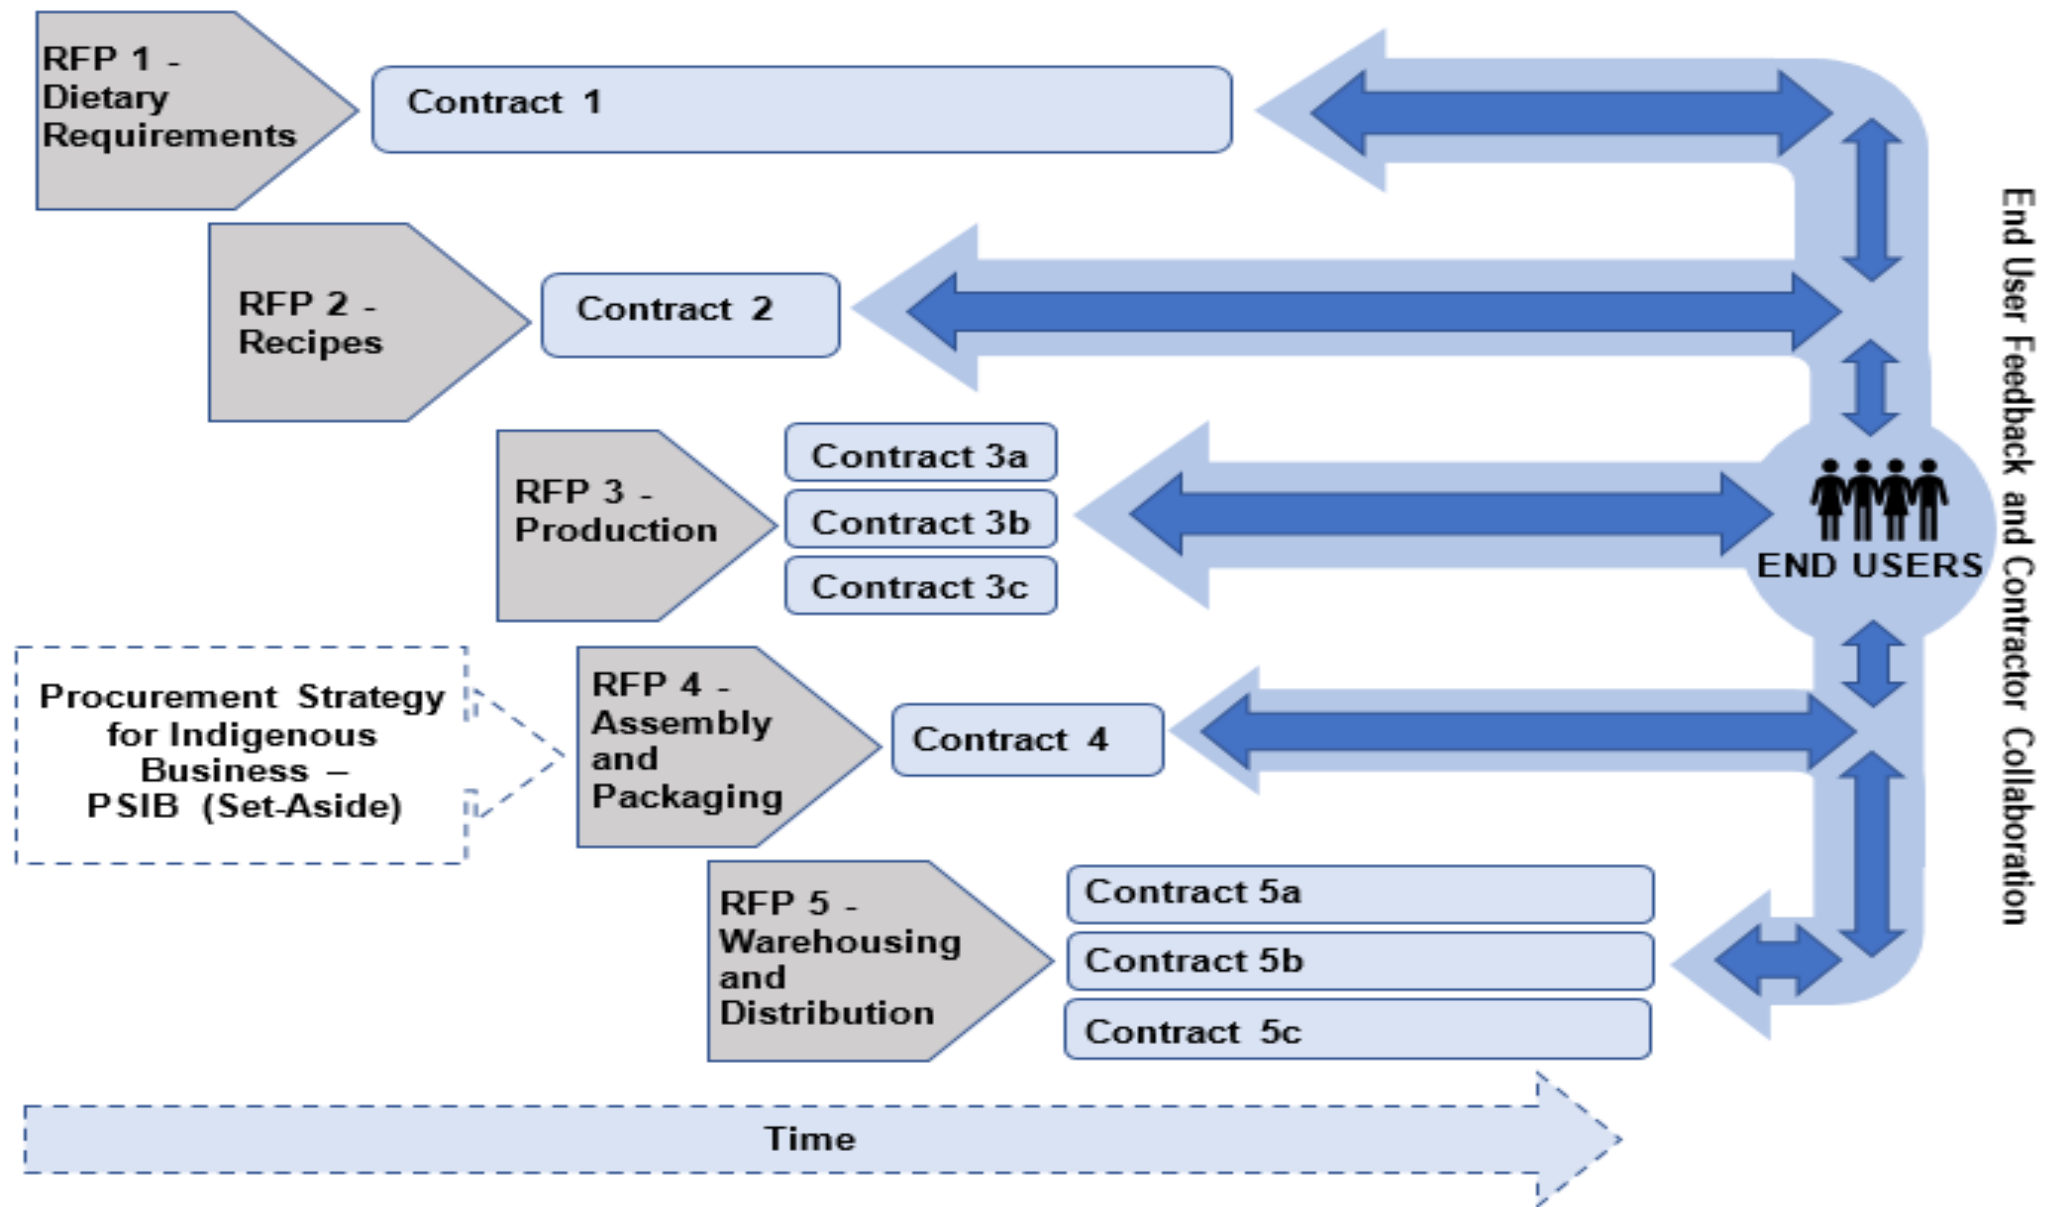 RFP 1 -
Dietary
Requirements
Contract 1
RFP 2 -
Recipes
Contract 2
RFP 3 -
Production
Contract 3a
Contract 3b
Contract 3c
END USERS
End User Feedback and Contractor Collaboration
Procurement Strategy
for Indigenous
Business –
PSIB (Set-Aside)
RFP 4 -
Assembly
and
Packaging
Contract 4
RFP 5 -
Warehousing
and
Distribution
Contract 5a
Contract 5b
Contract 5c
Time